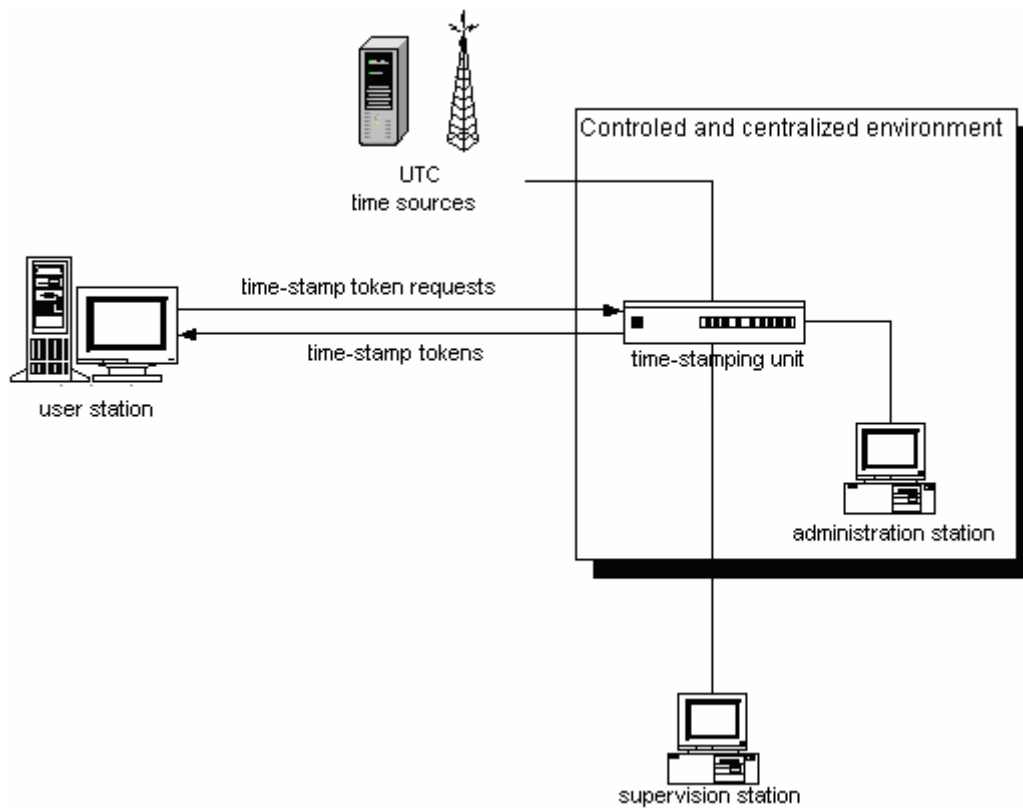 Controled and centralized environment
UTC
time sources
time-stamp token requests
time-stamp tokens
time-stamping unit
user station
administration station
supervision station